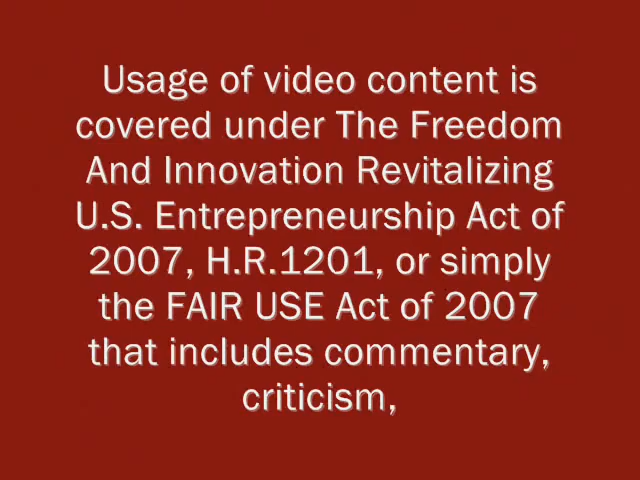 Usage of video content is
covered under The Freedom
And Innovation Revitalizing
U.S. Entrepreneurship Act of
2007, H.R.1201, or simply
the FAIR USE Act of 2007
that includes commentary,
criticism,